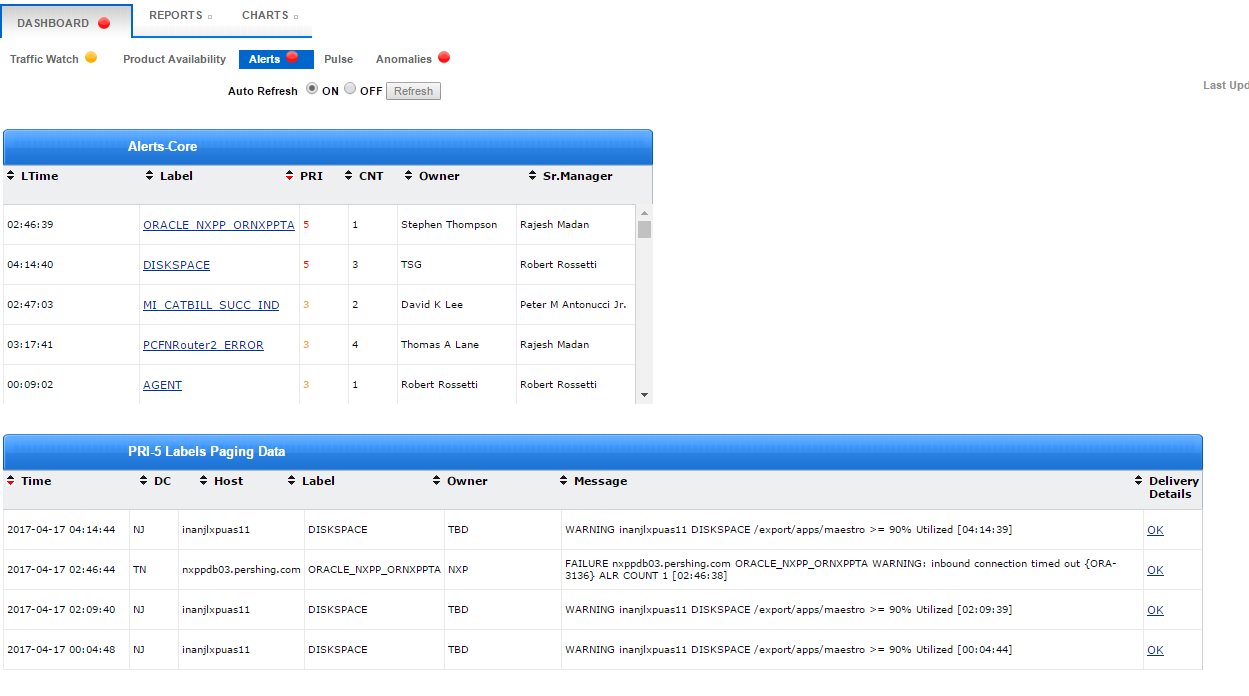 DASHBOARD REPORTS CHARTS
Traffic Watch Product Availability Alerts Pulse Anomalies
Auto Refresh ON OFF Refresh Last Upd
Alerts-Core
LTime Label PRI CNT Owner Sr.Manager
02:46:39 ORACLE_NXPP_ORNXPPTA 5 1 Stephen Thompson Rajesh Madan
04:14:40 DISKSPACE 5 3 TSG Robert Rossetti
02:47:03 MI_CATBILL_SUCC_IND 3 2 David K Lee Peter M Antonucci Jr.
03:17:41 PCFNRouter2_ERROR 3 4 Thomas A Lane Rajesh Madan
00:09:02 AGENT 3 1 Robert Rossetti Robert Rossetti
PRI-5 Labels Paging Data
Time DC Host Label Owner Message Delivery
Details
2017-04-17 04:14:44 NJ inanjlxpuas11 DISKSPACE TBD WARNING inanjlxpuas11 DISKSPACE /export/apps/maestro >= 90% Utilized [04:14:39] OK
2017-04-17 02:46:44 TN nxppdb03.pershing.com ORACLE_NXPP_ORNXPPTA NXP FAILURE nxppdb03.pershing.com ORACLE_NXPP_ORNXPPTA WARNING: inbound connection timed out {ORA-
3136} ALR COUNT 1 [02:46:38] OK
2017-04-17 02:09:40 NJ inanjlxpuas11 DISKSPACE TBD WARNING inanjlxpuas11 DISKSPACE /export/apps/maestro >= 90% Utilized [02:09:39] OK
2017-04-17 00:04:48 NJ inanjlxpuas11 DISKSPACE TBD WARNING inanjlxpuas11 DISKSPACE /export/apps/maestro >= 90% Utilized [00:04:44] OK